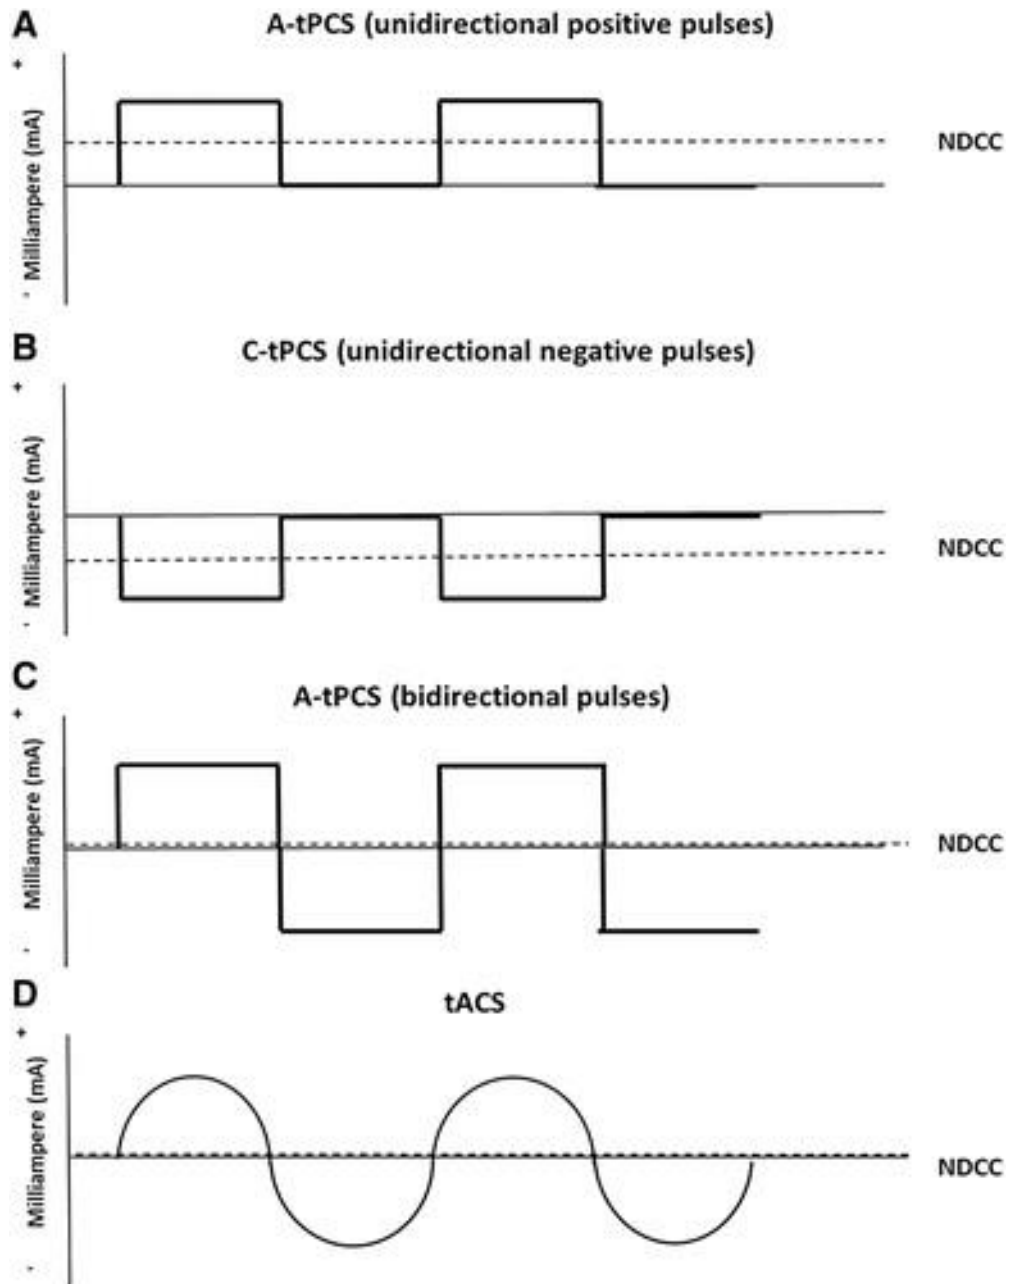 A
A-tPCS (unidirectional positive pulses)
+
Milliampere (mA)
-
NDCC
B
C-tPCS (unidirectional negative pulses)
+
Milliampere (mA)
-
NDCC
C
A-tPCS (bidirectional pulses)
+
Milliampere (mA)
-
NDCC
D
tACS
+
Milliampere (mA)
-
NDCC